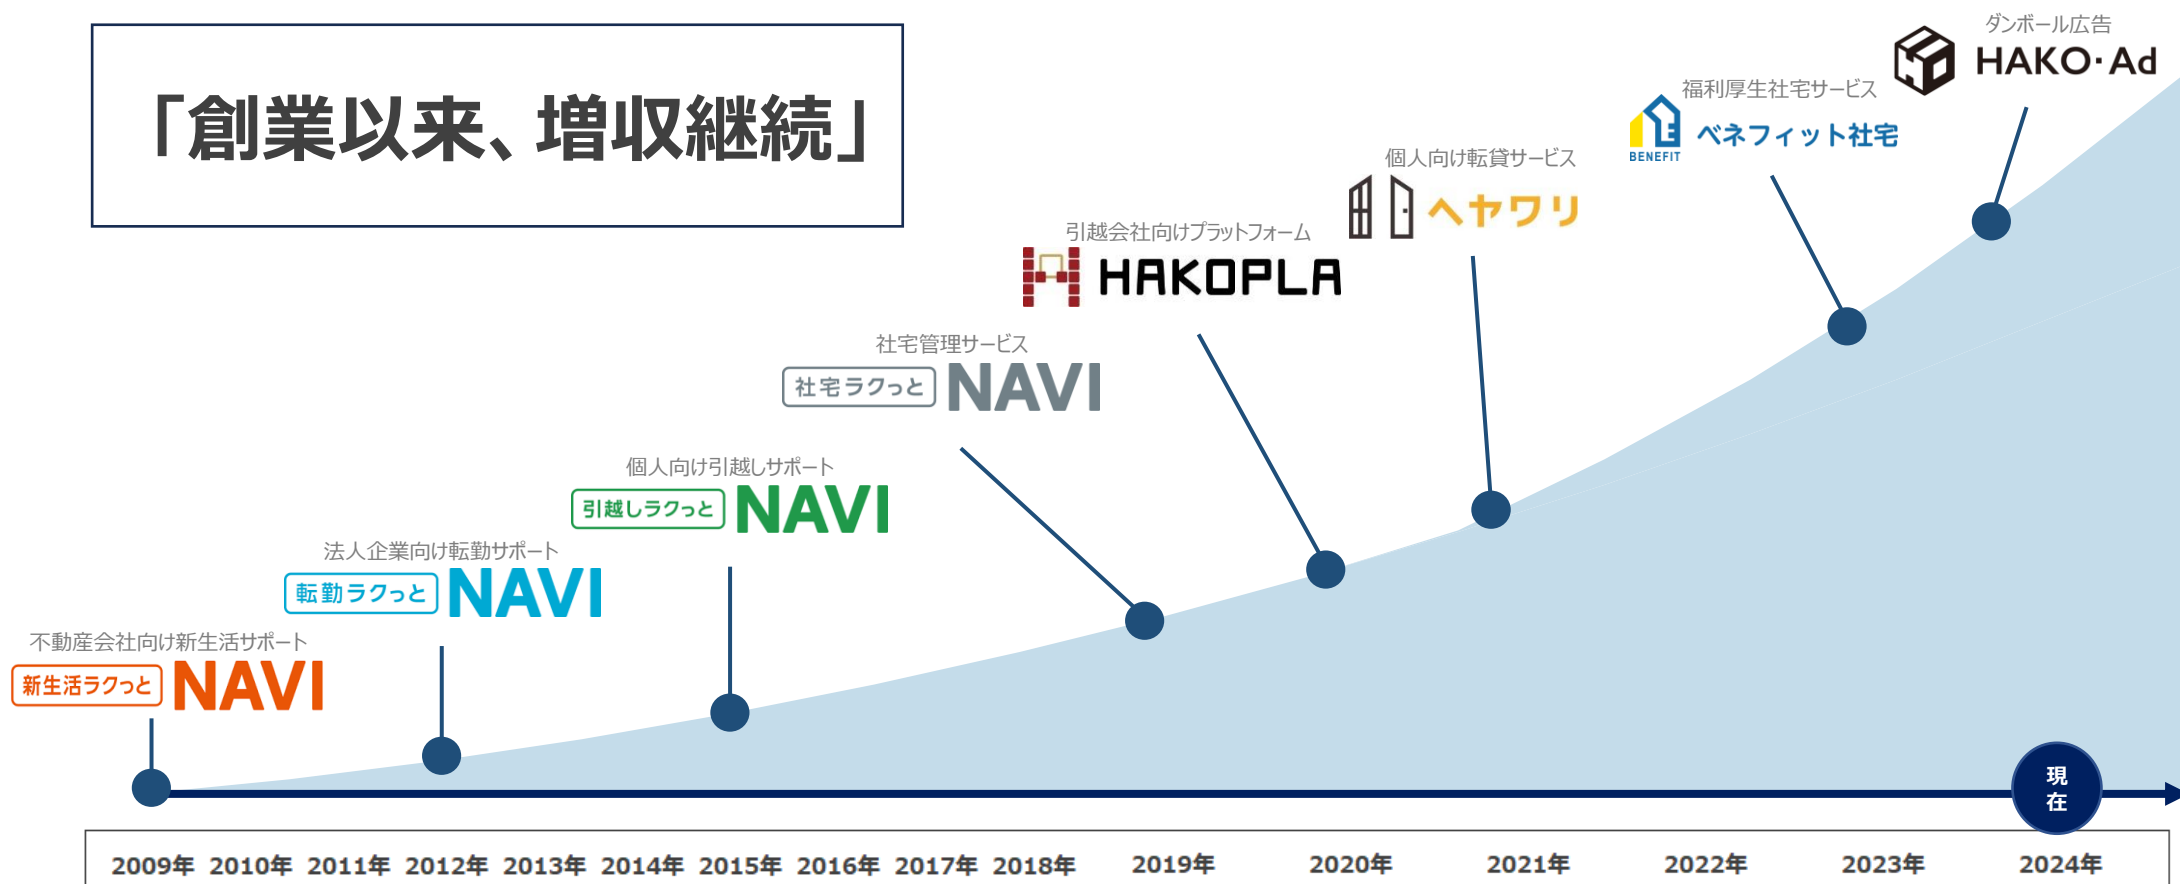 「創業以来、増収継続」
ダンボール広告
HAKO·Ad
福利厚生社宅サービス
BENEFIT
ベネフィット社宅
個人向け転貸サービス
ヘヤワリ
引越会社向けプラットフォーム
HAKOPLA
社宅管理サービス
社宅ラクっと NAVI
個人向け引越しサポート
引越しラクっと NAVI
法人企業向け転勤サポート
転勤ラクっと NAVI
不動産会社向け新生活サポート
新生活ラクっと NAVI
現
在
2009年 2010年 2011年 2012年 2013年 2014年 2015年 2016年 2017年 2018年 2019年 2020年 2021年 2022年 2023年 2024年